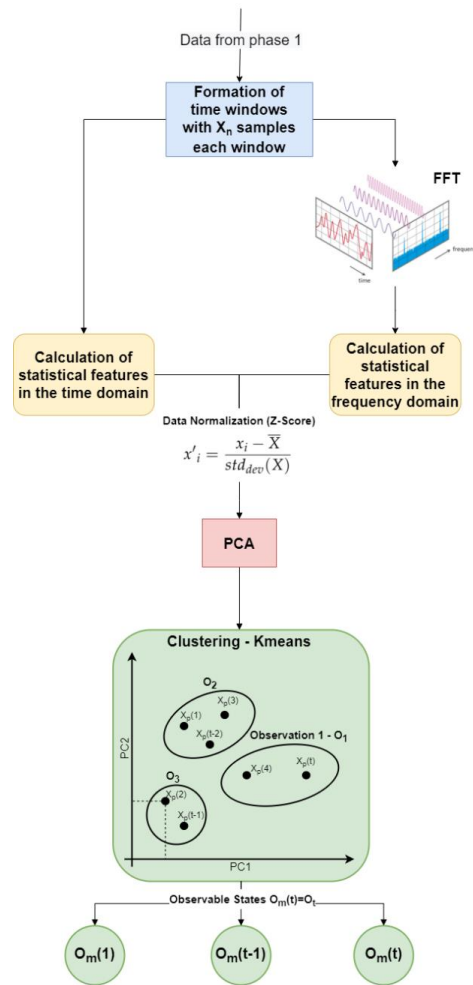 Data from phase 1
Formation of
time windows
with Xn samples
each window
FFT
time
frequen
Calculation of
statistical features
in the time domain
Calculation of
statistical
features in the
frequency domain
Data Normalization (Z-Score)
x'i = (xi − X̅) / stddev(X)
PCA
Clustering - Kmeans
O2
Xp(1)
Xp(3)
Xp(t-2)
Observation 1 - O1
Xp(4)
Xp(t)
O3
Xp(2)
Xp(t-1)
PC2
PC1
Observable States Om(t)=Ot
Om(1)
Om(t-1)
Om(t)